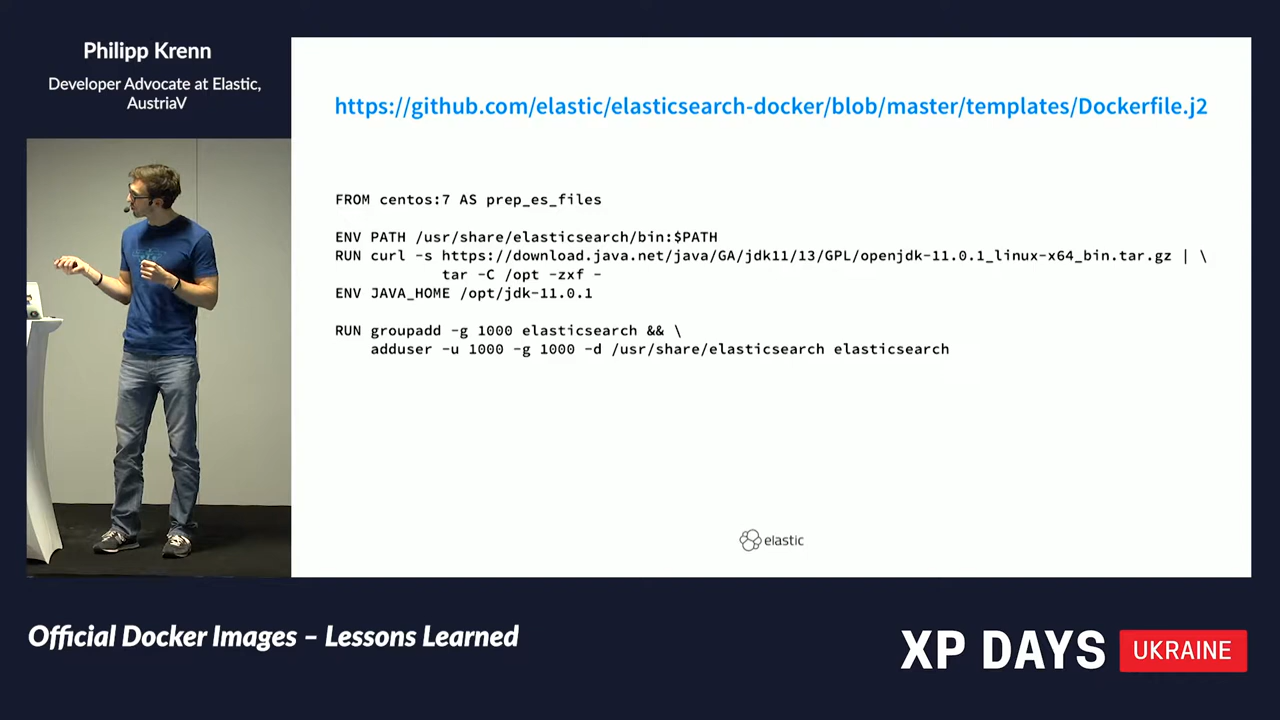 Philipp Krenn
Developer Advocate at Elastic,
AustriaV
https://github.com/elastic/elasticsearch-docker/blob/master/templates/Dockerfile.j2
FROM centos:7 AS prep_es_files
ENV PATH /usr/share/elasticsearch/bin:$PATH
RUN curl -s https://download.java.net/java/GA/jdk11/13/GPL/openjdk-11.0.1_linux-x64_bin.tar.gz | \
tar -C /opt -zxf -
ENV JAVA_HOME /opt/jdk-11.0.1
RUN groupadd -g 1000 elasticsearch && \
adduser -u 1000 -g 1000 -d /usr/share/elasticsearch elasticsearch
elastic
Official Docker Images – Lessons Learned
XP DAYS UKRAINE